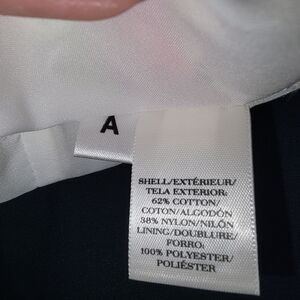 A
SHELL/EXTÉRIEUR/
TELA EXTERIOR:
62% COTTON/
COTON/ALGODÓN
38% NYLON/NILÓN
LINING/DOUBLURE/
FORRO:
100% POLYESTER/
POLIÉSTER